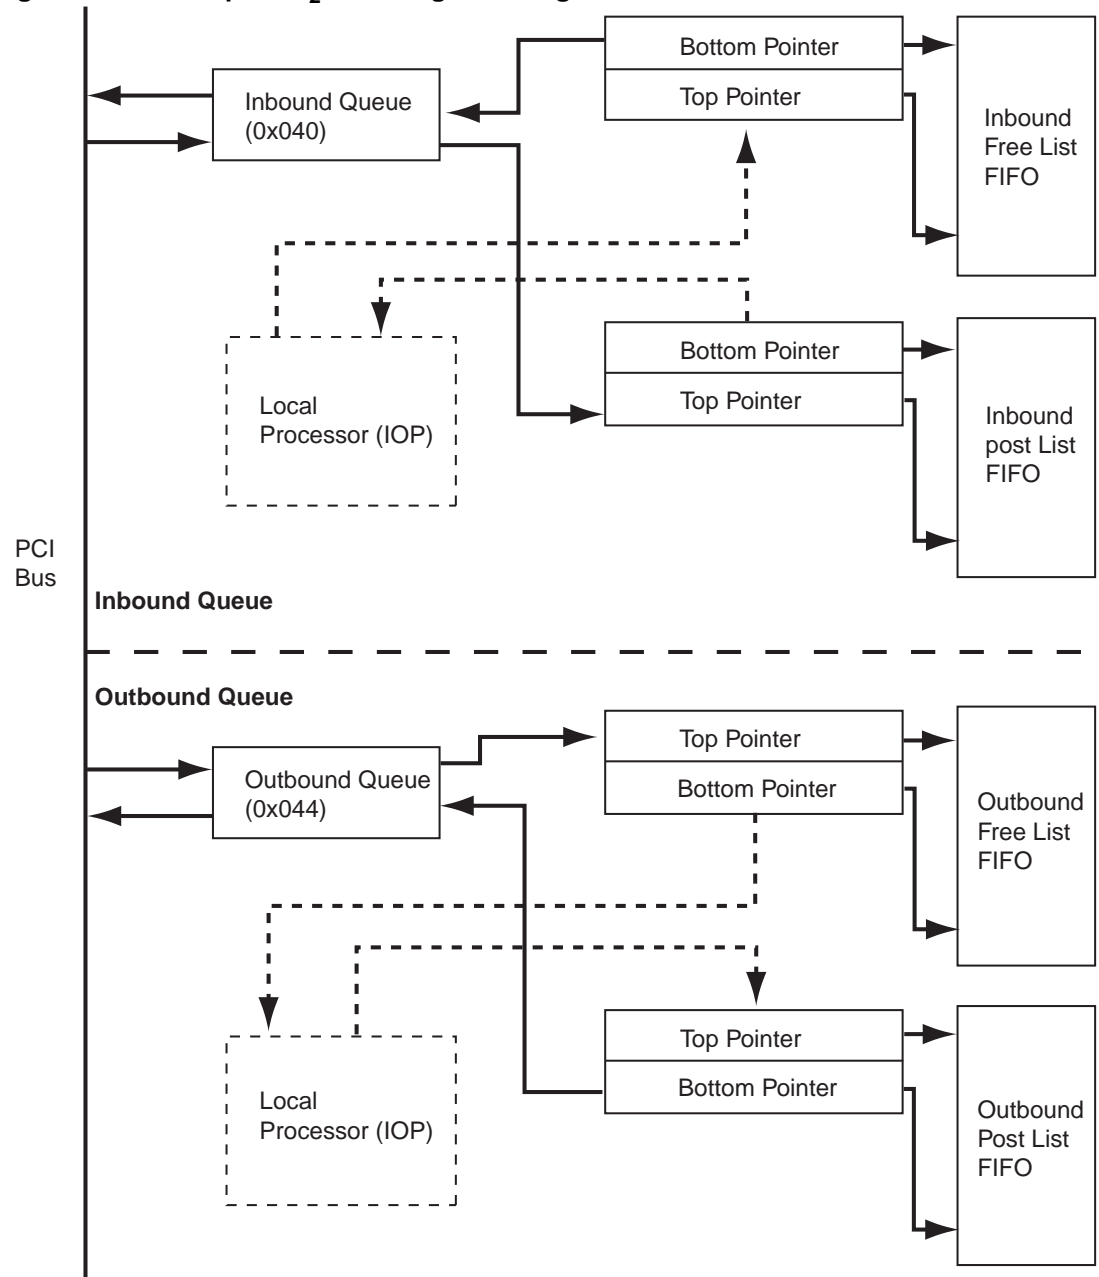 Bottom Pointer
Top Pointer
Inbound Queue
(0x040)
Inbound
Free List
FIFO
Bottom Pointer
Top Pointer
Local
Processor (IOP)
Inbound
post List
FIFO
PCI
Bus
Inbound Queue
Outbound Queue
Top Pointer
Bottom Pointer
Outbound Queue
(0x044)
Outbound
Free List
FIFO
Top Pointer
Bottom Pointer
Local
Processor (IOP)
Outbound
Post List
FIFO